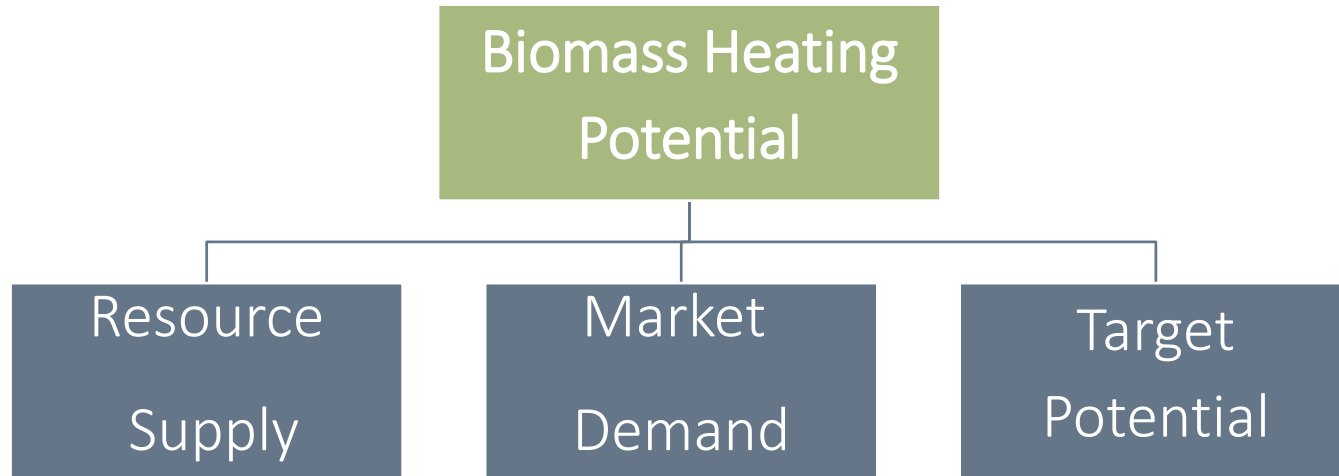 Biomass Heating
Potential
Resource
Supply
Market
Demand
Target
Potential